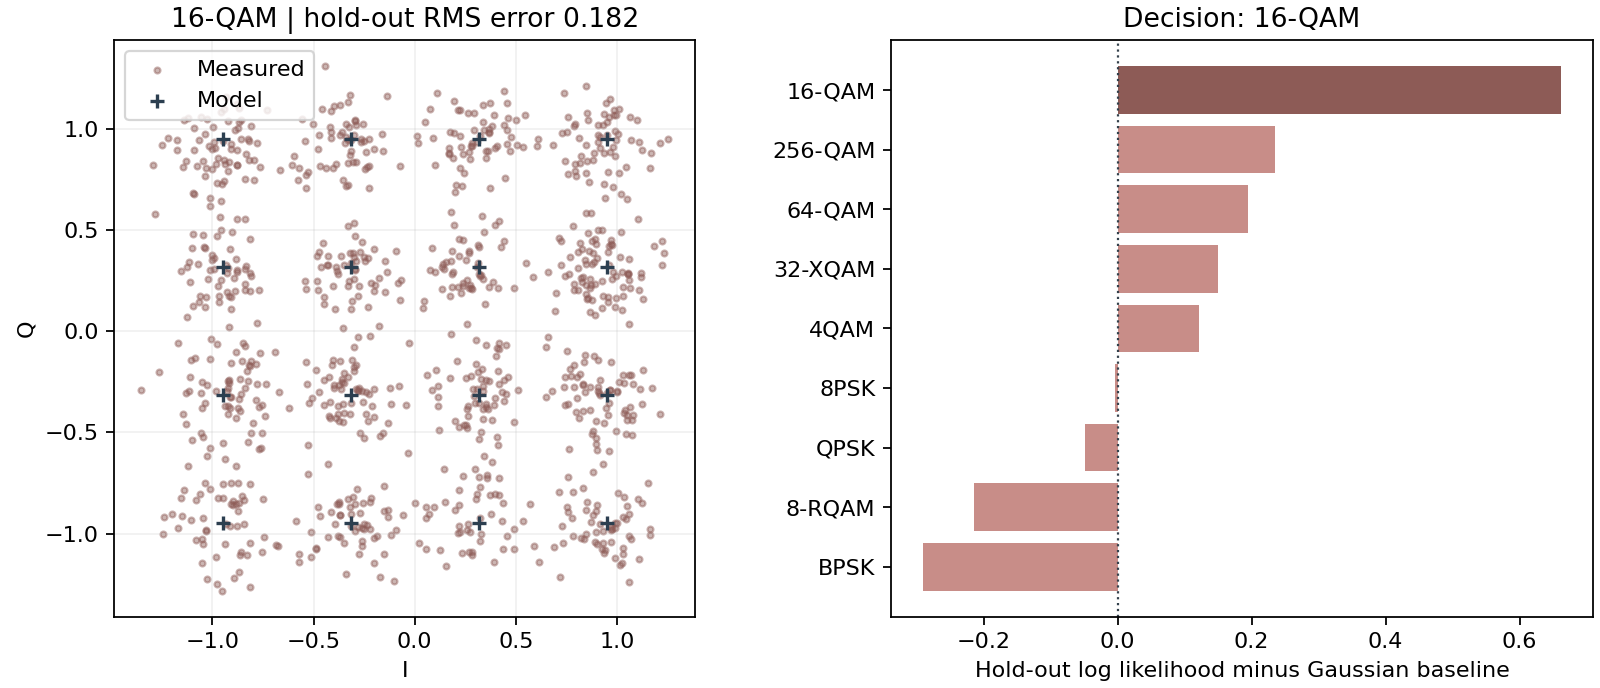 16-QAM | hold-out RMS error 0.182
Measured
Model
Q
1.0
0.5
0.0
−0.5
−1.0
−1.0
−0.5
0.0
0.5
1.0
I
Decision: 16-QAM
16-QAM
256-QAM
64-QAM
32-XQAM
4QAM
8PSK
QPSK
8-RQAM
BPSK
−0.2
0.0
0.2
0.4
0.6
Hold-out log likelihood minus Gaussian baseline